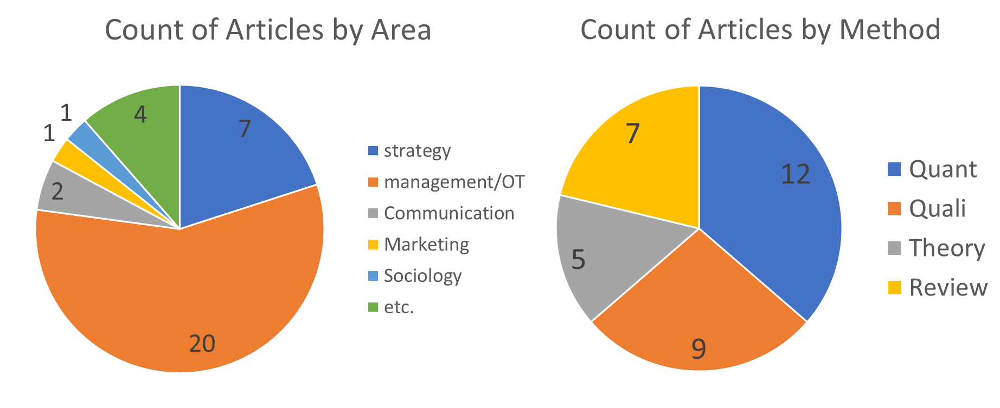 Count of Articles by Area
4
7
1
1
2
20
strategy
management/OT
Communication
Marketing
Sociology
etc.
Count of Articles by Method
7
12
5
9
Quant
Quali
Theory
Review